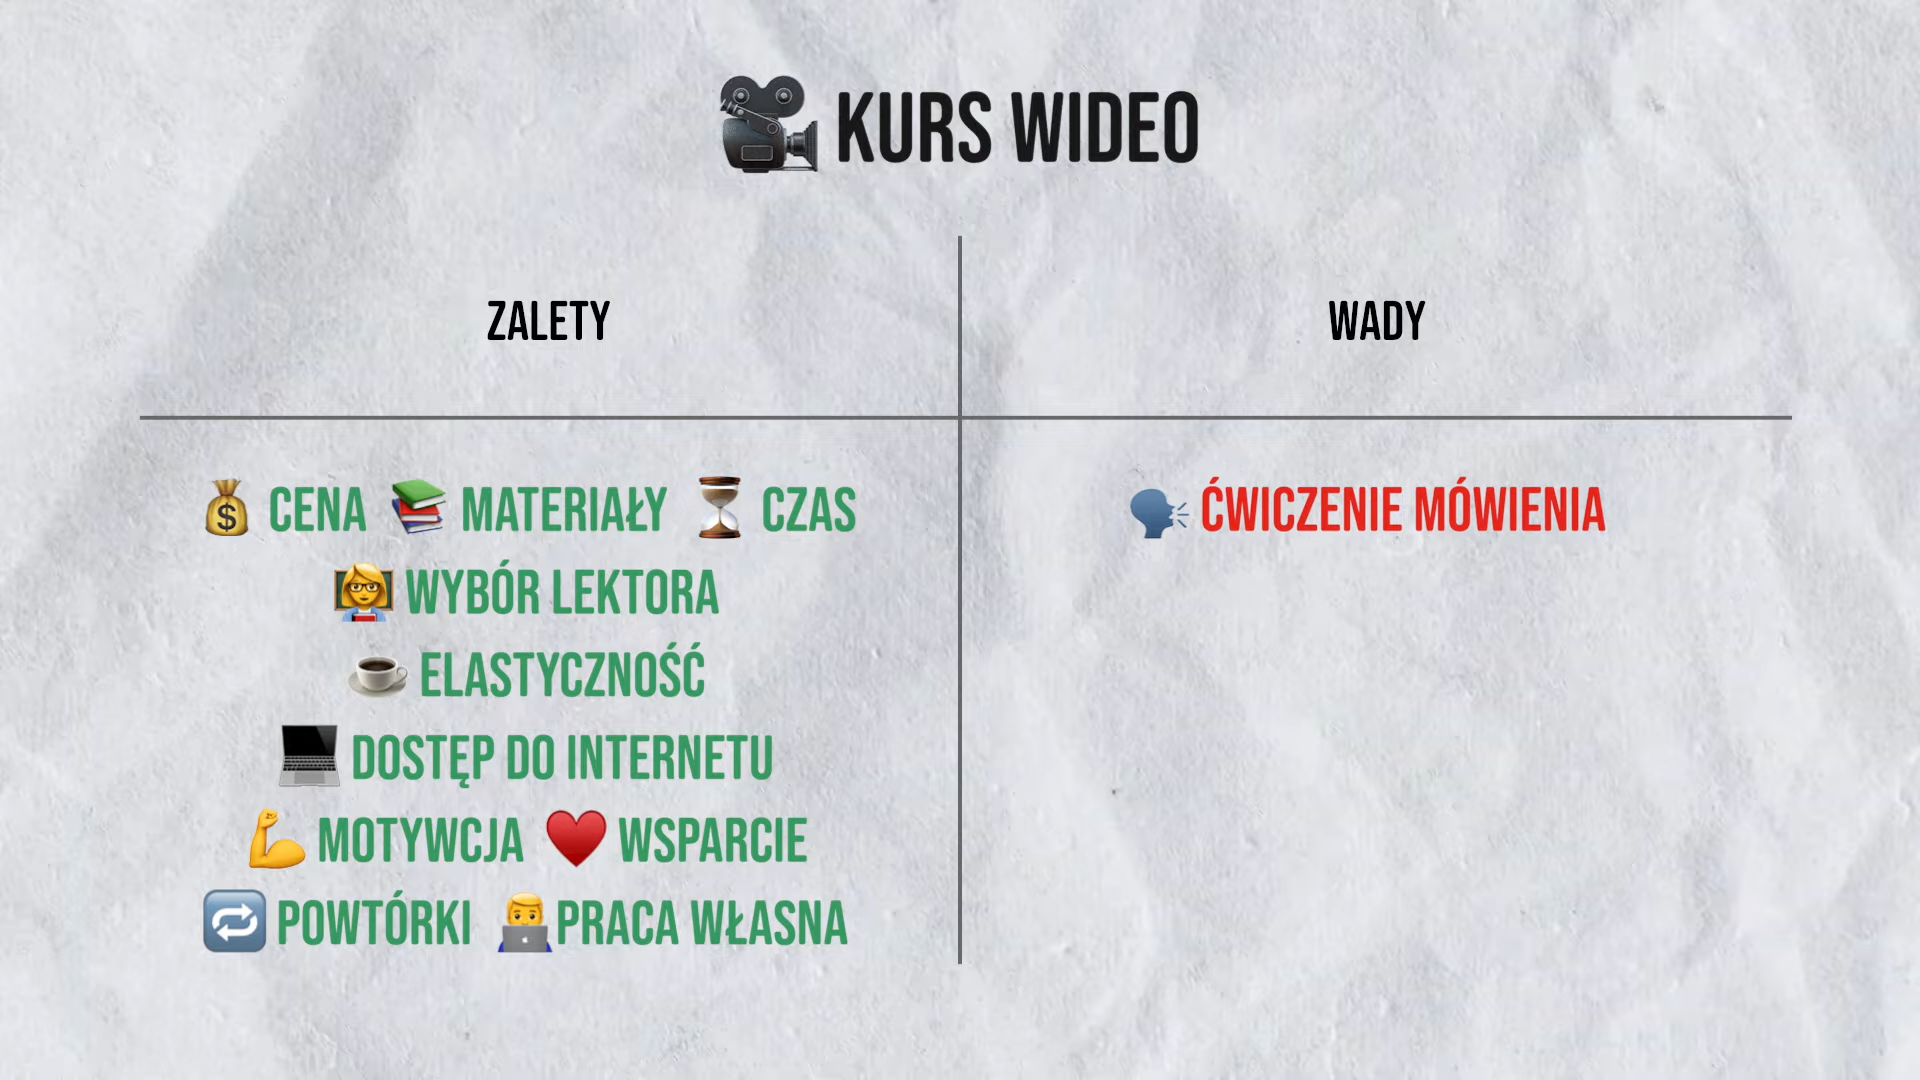 KURS WIDEO
ZALETY
WADY
CENA MATERIAŁY CZAS
WYBÓR LEKTORA
ELASTYCZNOŚĆ
DOSTĘP DO INTERNETU
MOTYWCJA WSPARCIE
POWTÓRKI PRACA WŁASNA
ĆWICZENIE MÓWIENIA